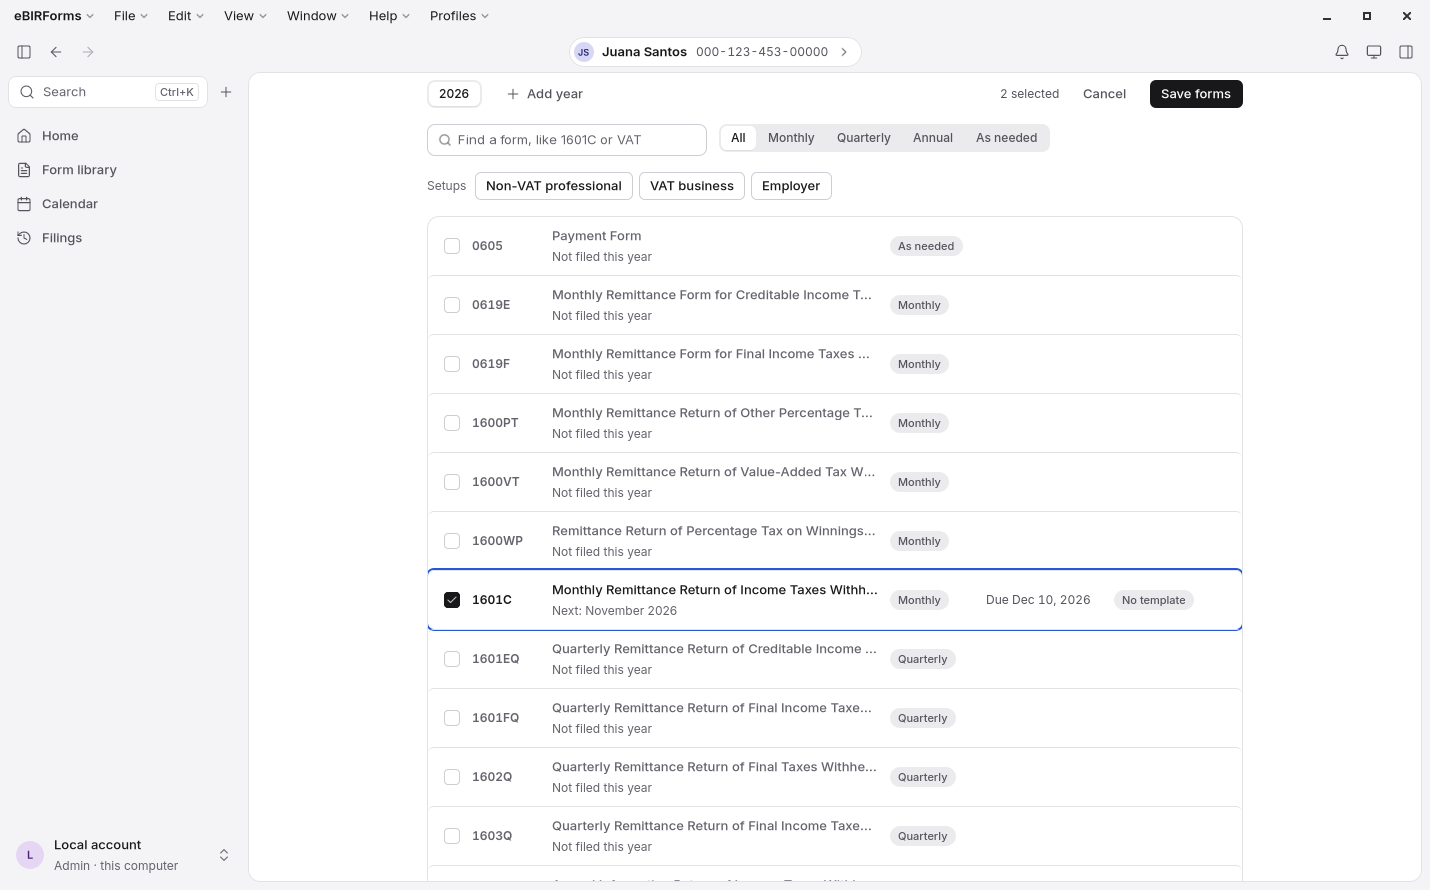 eBIRForms File Edit View Window Help Profiles
JS Juana Santos 000-123-453-00000
Search Ctrl+K
Home
Form library
Calendar
Filings
2026 Add year 2 selected Cancel Save forms
Find a form, like 1601C or VAT All Monthly Quarterly Annual As needed
Setups Non-VAT professional VAT business Employer
0605 Payment Form As needed
Not filed this year
0619E Monthly Remittance Form for Creditable Income T... Monthly
Not filed this year
0619F Monthly Remittance Form for Final Income Taxes ... Monthly
Not filed this year
1600PT Monthly Remittance Return of Other Percentage T... Monthly
Not filed this year
1600VT Monthly Remittance Return of Value-Added Tax W... Monthly
Not filed this year
1600WP Remittance Return of Percentage Tax on Winnings... Monthly
Not filed this year
1601C Monthly Remittance Return of Income Taxes Withh... Monthly Due Dec 10, 2026 No template
Next: November 2026
1601EQ Quarterly Remittance Return of Creditable Income ... Quarterly
Not filed this year
1601FQ Quarterly Remittance Return of Final Income Taxe... Quarterly
Not filed this year
1602Q Quarterly Remittance Return of Final Taxes Withhe... Quarterly
Not filed this year
1603Q Quarterly Remittance Return of Final Income Taxe... Quarterly
Not filed this year
L Local account
Admin · this computer